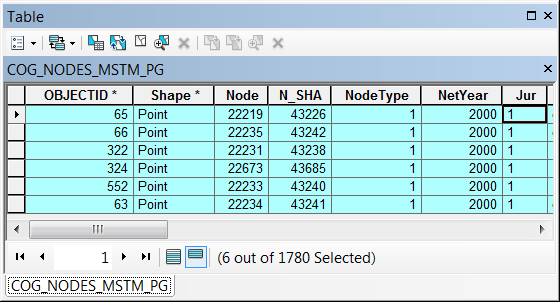 Table
COG_NODES_MSTM_PG
OBJECTID * Shape * Node N_SHA NodeType NetYear Jur
65 Point 22219 43226 1 2000 1
66 Point 22235 43242 1 2000 1
322 Point 22231 43238 1 2000 1
324 Point 22673 43685 1 2000 1
552 Point 22233 43240 1 2000 1
63 Point 22234 43241 1 2000 1
1 (6 out of 1780 Selected)
COG_NODES_MSTM_PG